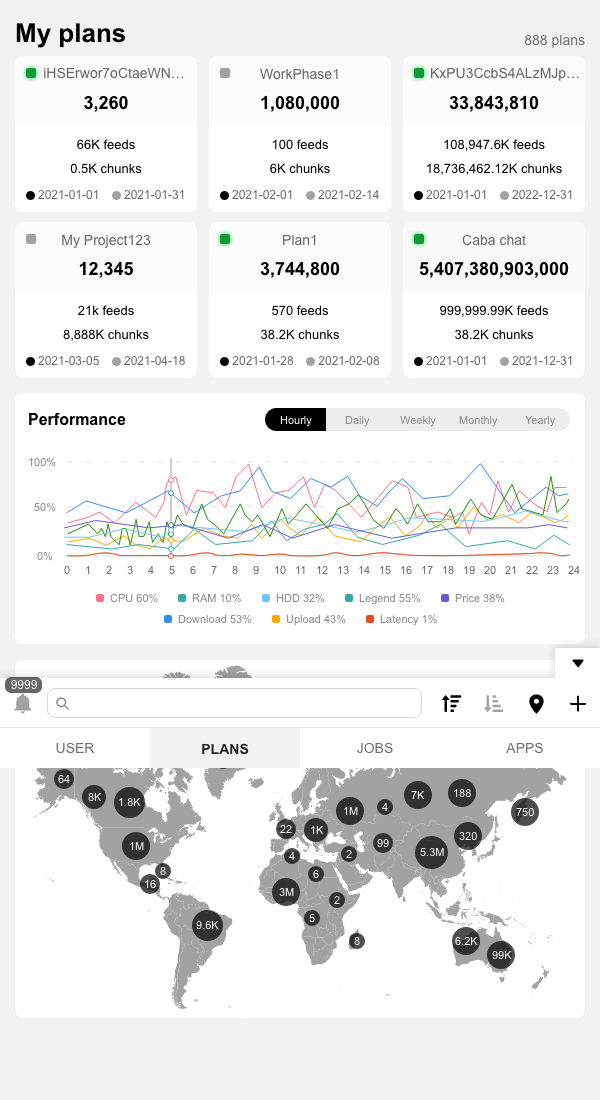 My plans
888 plans
iHSErwor7oCtaeWN…
3,260
66K feeds
0.5K chunks
2021-01-01 2021-01-31
WorkPhase1
1,080,000
100 feeds
6K chunks
2021-02-01 2021-02-14
KxPU3CcbS4ALzMJp…
33,843,810
108,947.6K feeds
18,736,462.12K chunks
2021-01-01 2022-12-31
My Project123
12,345
21k feeds
8,888K chunks
2021-03-05 2021-04-18
Plan1
3,744,800
570 feeds
38.2K chunks
2021-01-28 2021-02-08
Caba chat
5,407,380,903,000
999,999.99K feeds
38.2K chunks
2021-01-01 2021-12-31
Performance
Hourly Daily Weekly Monthly Yearly
100%
50%
0%
0 1 2 3 4 5 6 7 8 9 10 11 12 13 14 15 16 17 18 19 20 21 22 23 24
CPU 60% RAM 10% HDD 32% Legend 55% Price 38%
Download 53% Upload 43% Latency 1%
9999
USER PLANS JOBS APPS
64
8K
1.8K
1M
8
16
9.6K
22
1K
1M
4
7K
188
750
320
99
5.3M
2
4
6
3M
2
5
8
6.2K
99K